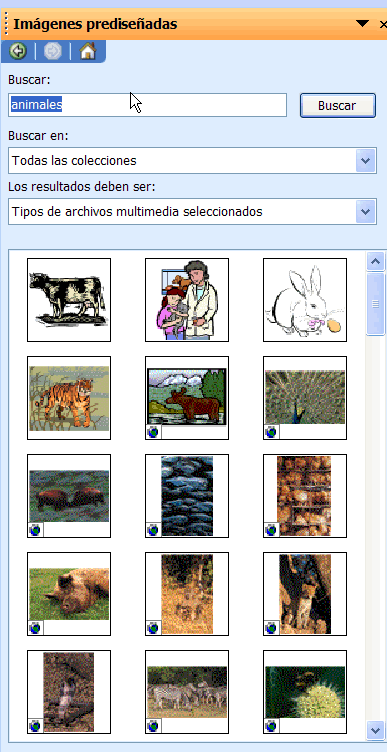 Imágenes prediseñadas
Buscar:
animales
Buscar
Buscar en:
Todas las colecciones
Los resultados deben ser:
Tipos de archivos multimedia seleccionados